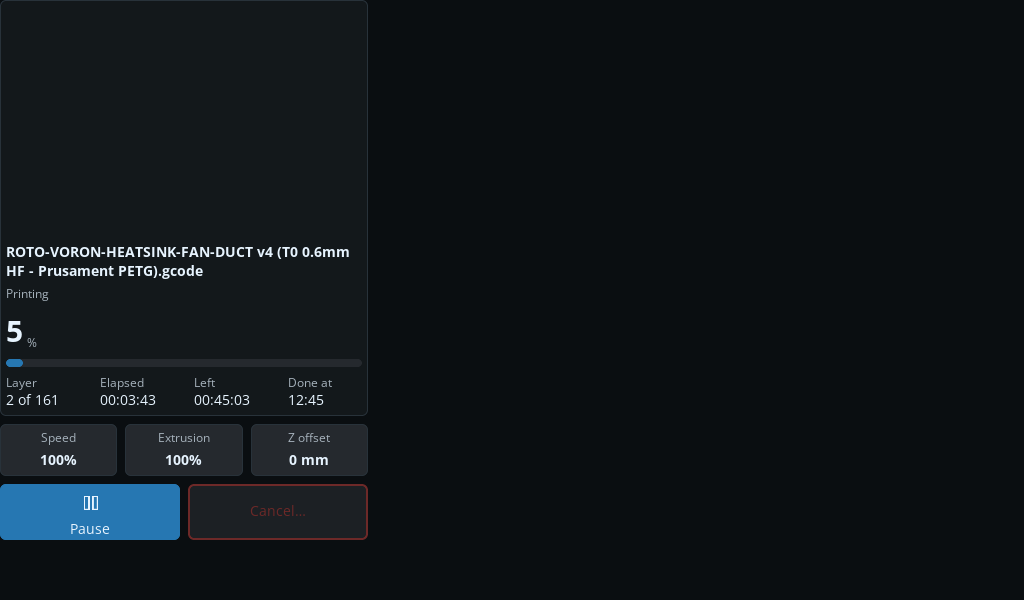 ROTO-VORON-HEATSINK-FAN-DUCT v4 (T0 0.6mm
HF - Prusament PETG).gcode
Printing
5 %
Layer Elapsed Left Done at
2 of 161 00:03:43 00:45:03 12:45
Speed Extrusion Z offset
100% 100% 0 mm
Pause Cancel...